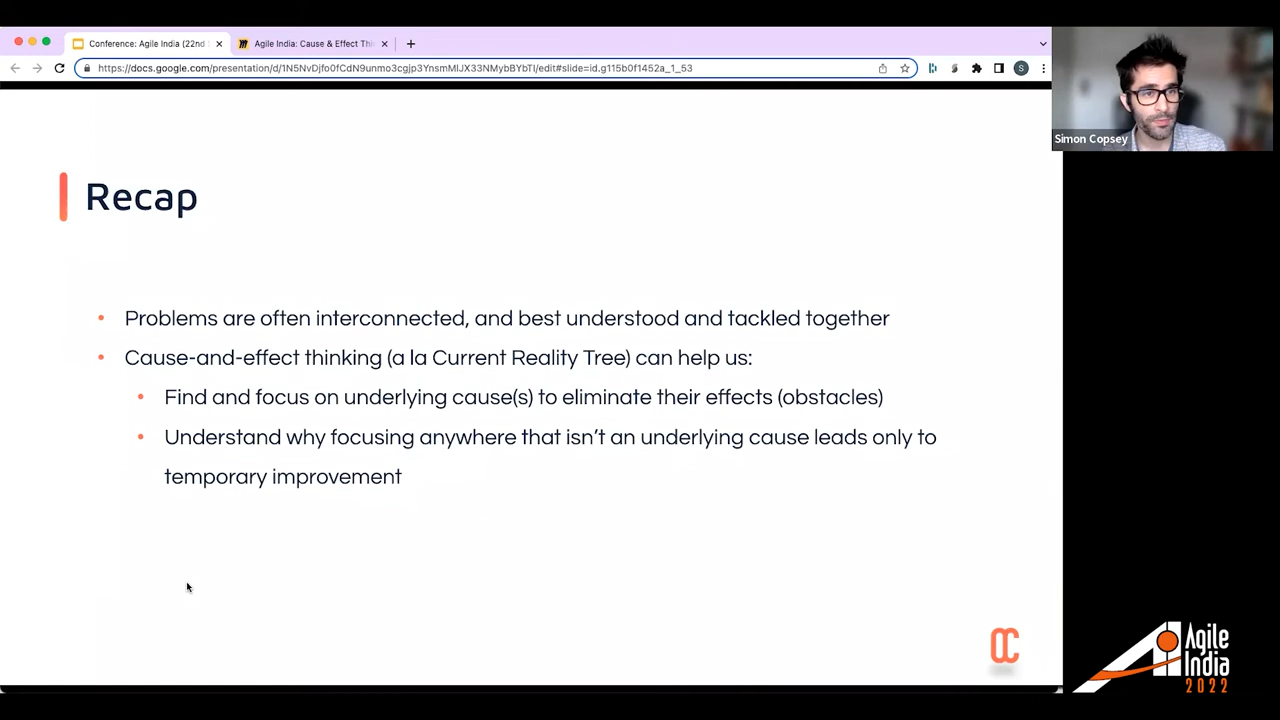 Conference: Agile India (22nd
Agile India: Cause & Effect Thi
https://docs.google.com/presentation/d/1N5NvDjfo0fCdN9unmo3cgjp3YnsmMlJX33NMybBYbTI/edit#slide=id.g115b0f1452a_1_53
S
Simon Copsey
Recap
• Problems are often interconnected, and best understood and tackled together
• Cause-and-effect thinking (a la Current Reality Tree) can help us:
• Find and focus on underlying cause(s) to eliminate their effects (obstacles)
• Understand why focusing anywhere that isn't an underlying cause leads only to
temporary improvement
OC
Agile
India
2022